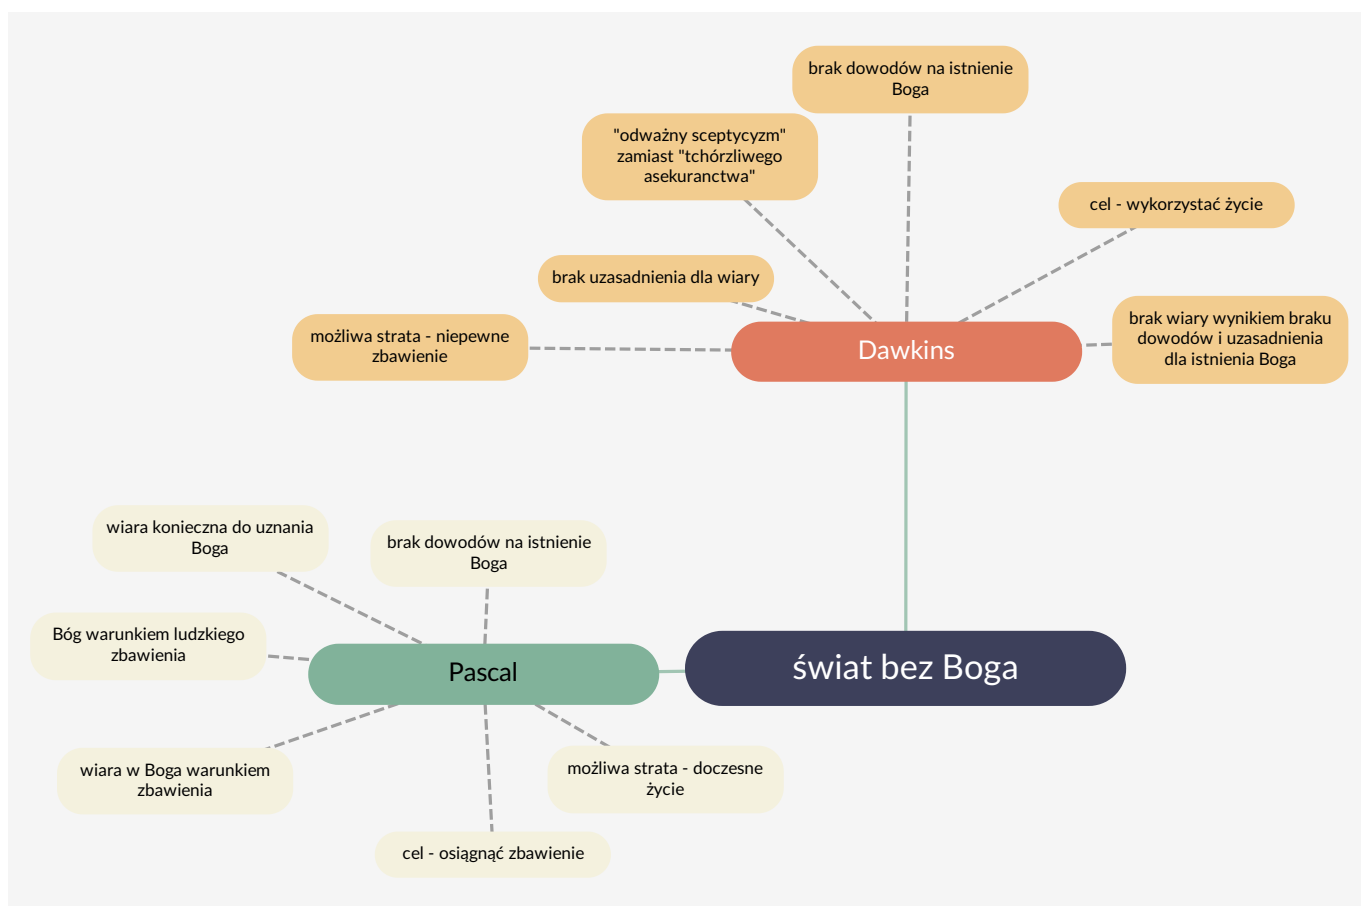 brak dowodów na istnienie
Boga
"odważny sceptycyzm"
zamiast "tchórzliwego
asekuranctwa"
cel - wykorzystać życie
brak uzasadnienia dla wiary
możliwa strata - niepewne
zbawienie
Dawkins
brak wiary wynikiem braku
dowodów i uzasadnienia
dla istnienia Boga
wiara konieczna do uznania
Boga
brak dowodów na istnienie
Boga
Bóg warunkiem ludzkiego
zbawienia
Pascal
świat bez Boga
wiara w Boga warunkiem
zbawienia
możliwa strata - doczesne
życie
cel - osiągnąć zbawienie